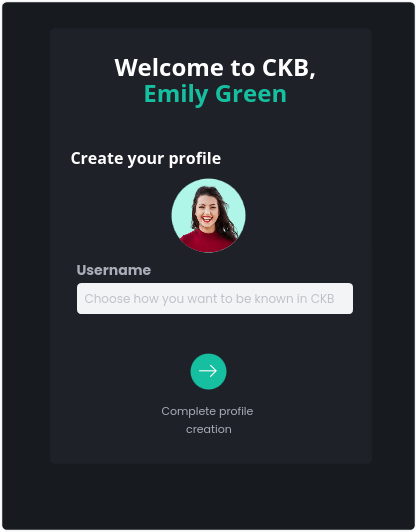 Welcome to CKB,
Emily Green
Create your profile
Username
Choose how you want to be known in CKB
Complete profile
creation